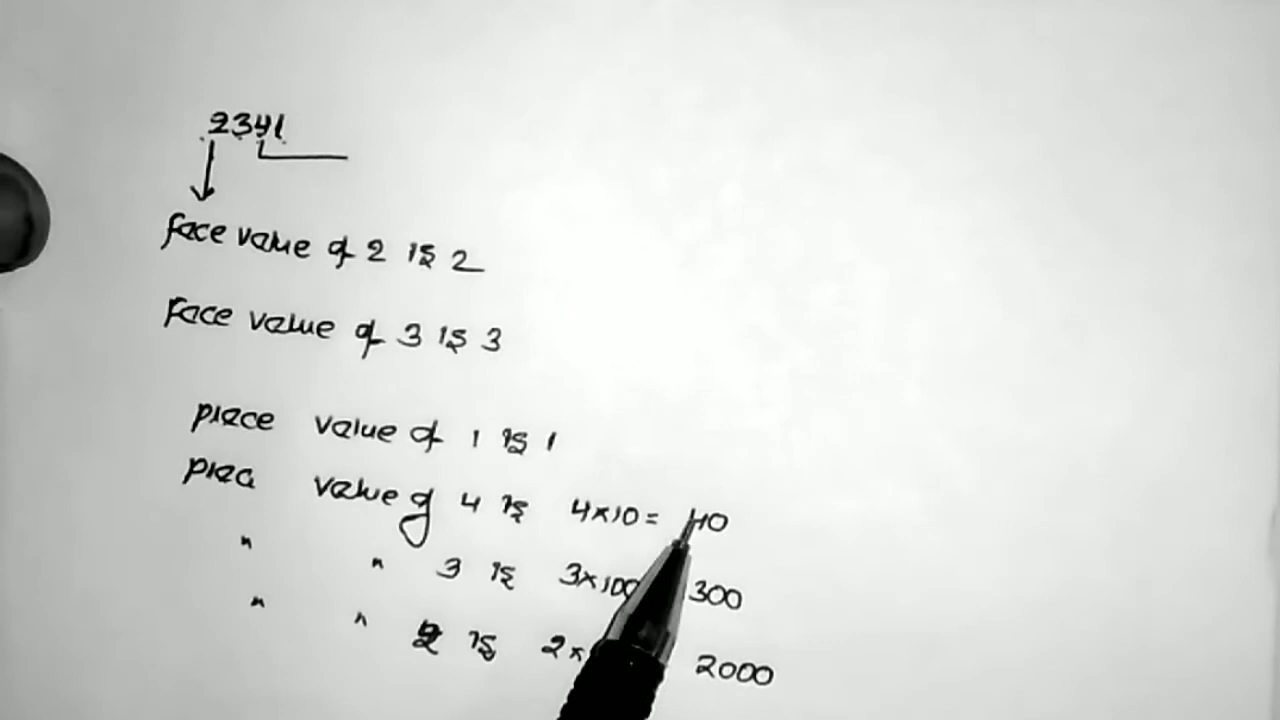 2341
face value of 2 is 2
Face value of 3 is 3
place value of 1 is 1
plac value of 4 is 4×10 = 40
" " 3 is 3×100 300
" " 2 is 2× 2000